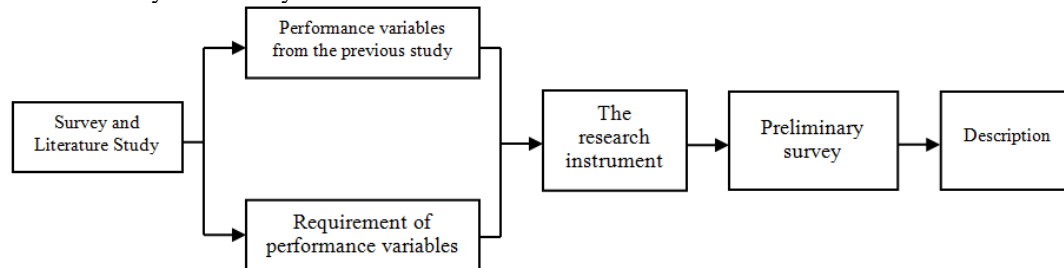 Performance variables
from the previous study
Survey and
Literature Study
Requirement of
performance variables
The
research
instrument
Preliminary
survey
Description